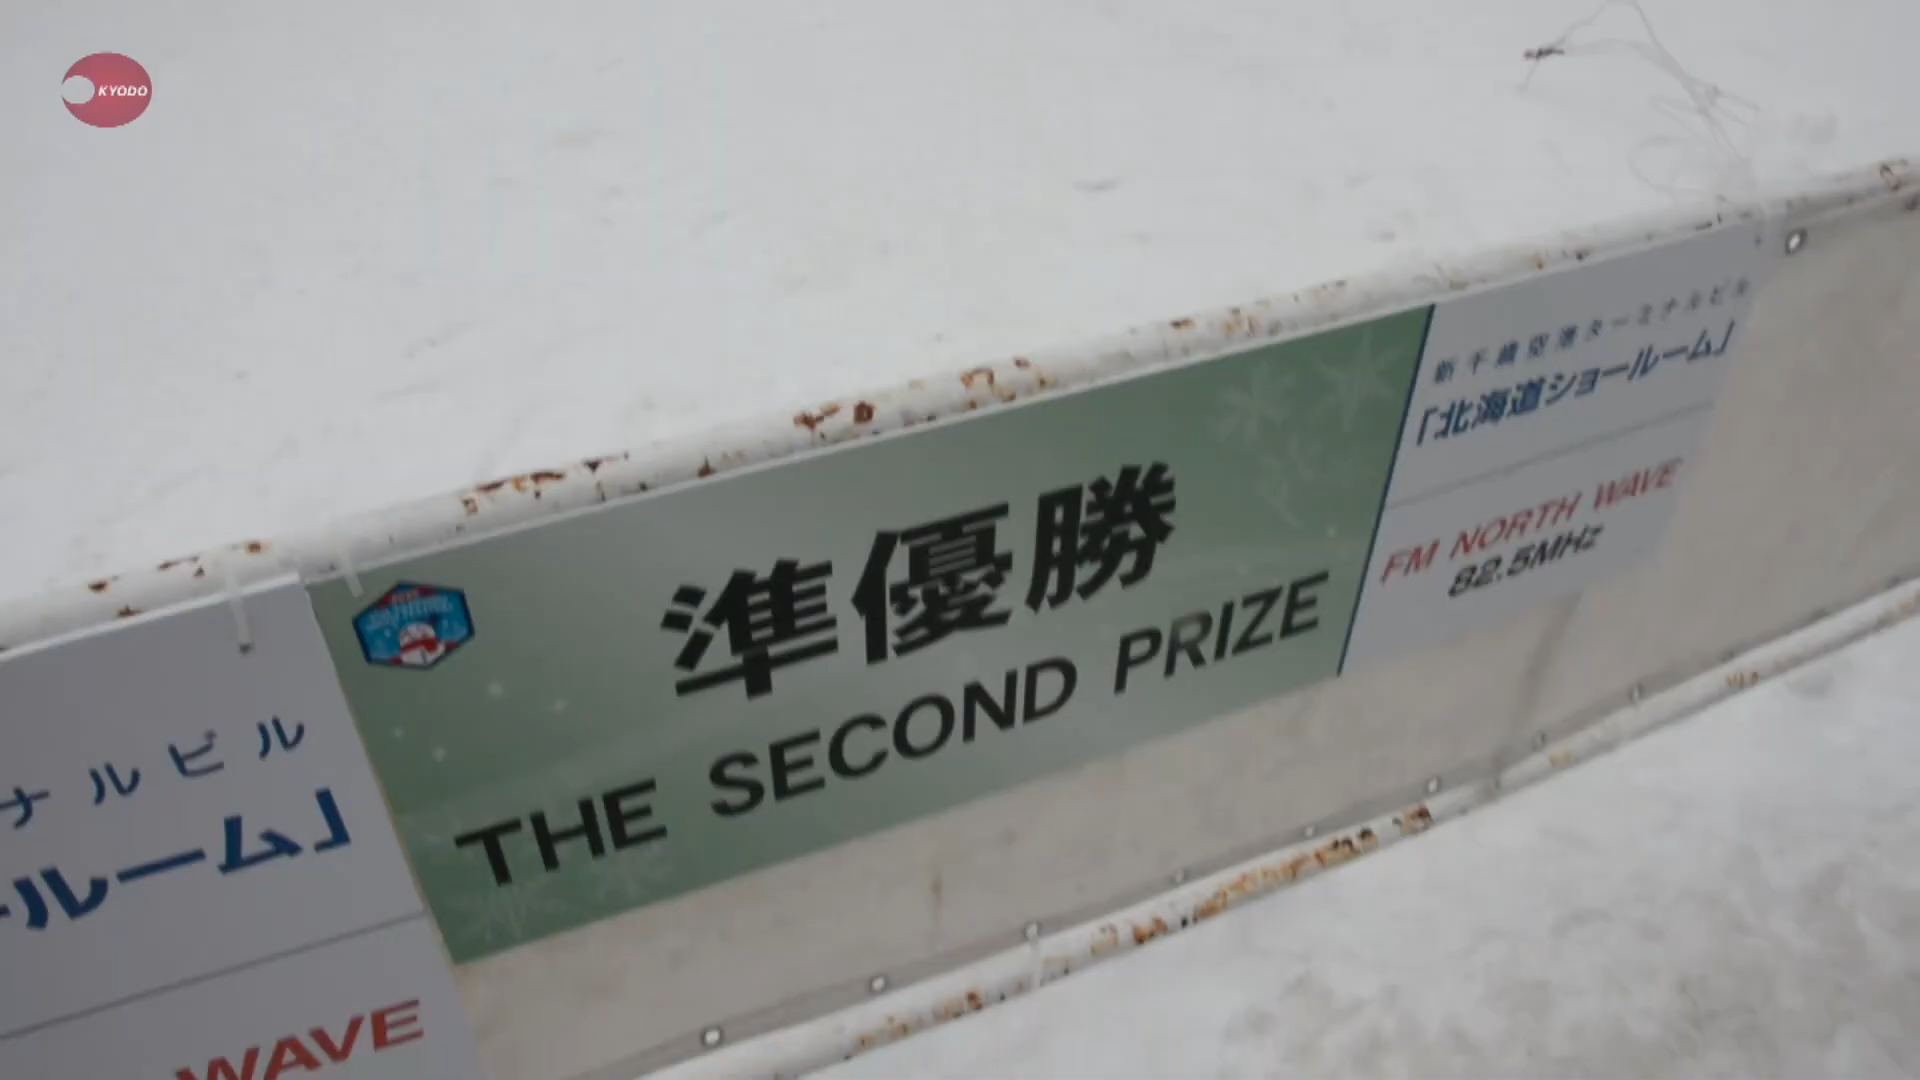 KYODO
準優勝
THE SECOND PRIZE
新千歳空港ターミナルビル
「北海道ショールーム」
FM NORTH WAVE
82.5MHz
ナルビル
ールーム」
WAVE